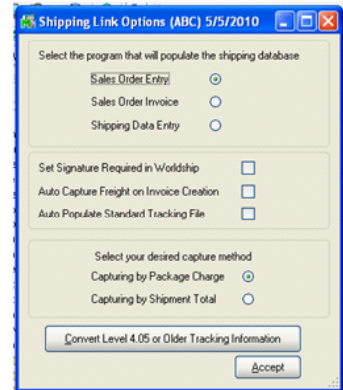 Shipping Link Options (ABC) 5/5/2010
Select the program that will populate the shipping database
Sales Order Entry
Sales Order Invoice
Shipping Data Entry
Set Signature Required in Worldship
Auto Capture Freight on Invoice Creation
Auto Populate Standard Tracking File
Select your desired capture method
Capturing by Package Charge
Capturing by Shipment Total
Convert Level 4.05 or Older Tracking Information
Accept